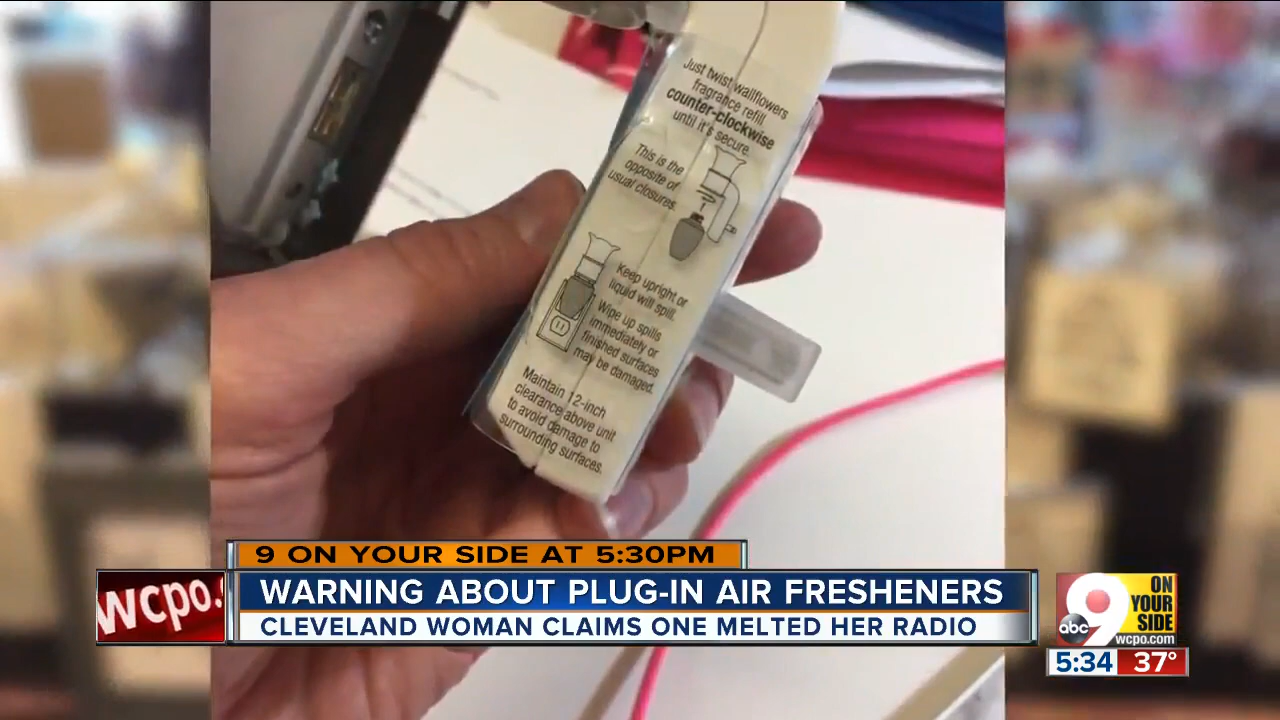 Just twist wallflowers
fragrance refill
counter-clockwise
until it's secure.
This is the
opposite of
usual closures.
Keep upright or
liquid will spill.
Wipe up spills
immediately or
finished surfaces
may be damaged.
Maintain 12-inch
clearance above unit
to avoid damage to
surrounding surfaces.
9 ON YOUR SIDE AT 5:30PM
wcpo.
WARNING ABOUT PLUG-IN AIR FRESHENERS
CLEVELAND WOMAN CLAIMS ONE MELTED HER RADIO
abc 9 ON
YOUR
SIDE
wcpo.com
5:34 37°